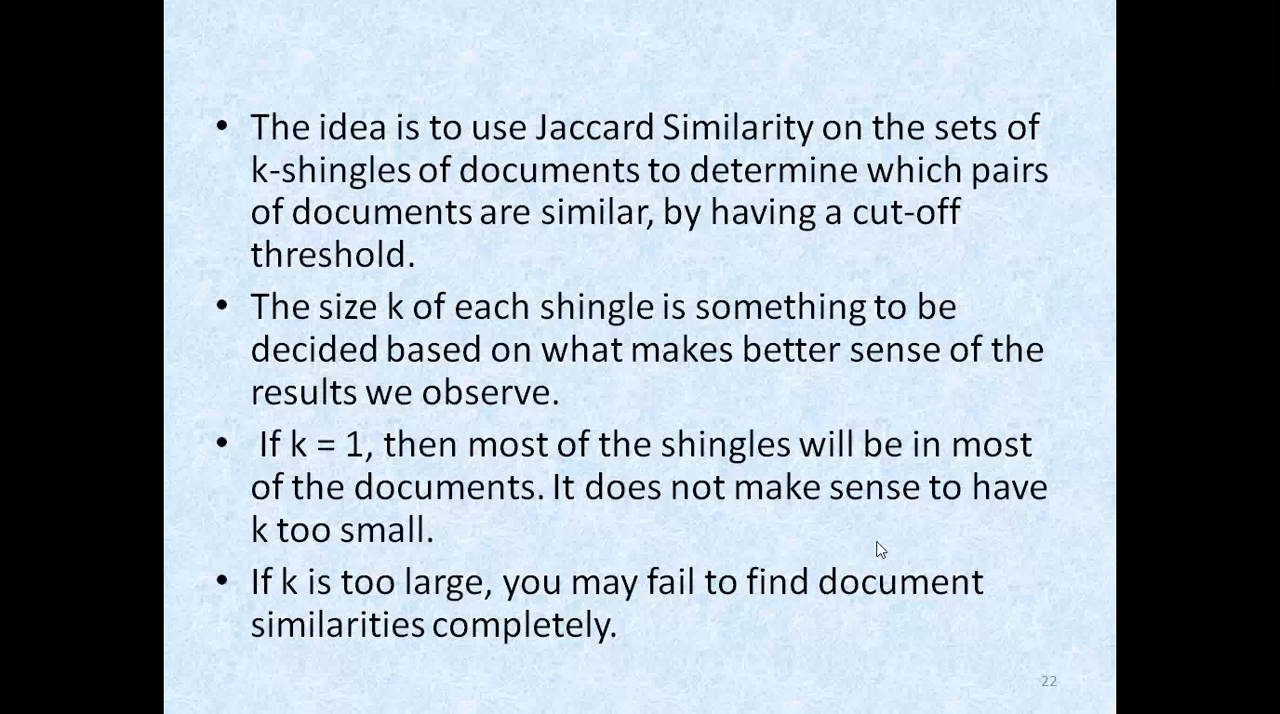 • The idea is to use Jaccard Similarity on the sets of
k-shingles of documents to determine which pairs
of documents are similar, by having a cut-off
threshold.
• The size k of each shingle is something to be
decided based on what makes better sense of the
results we observe.
• If k = 1, then most of the shingles will be in most
of the documents. It does not make sense to have
k too small.
• If k is too large, you may fail to find document
similarities completely.
22